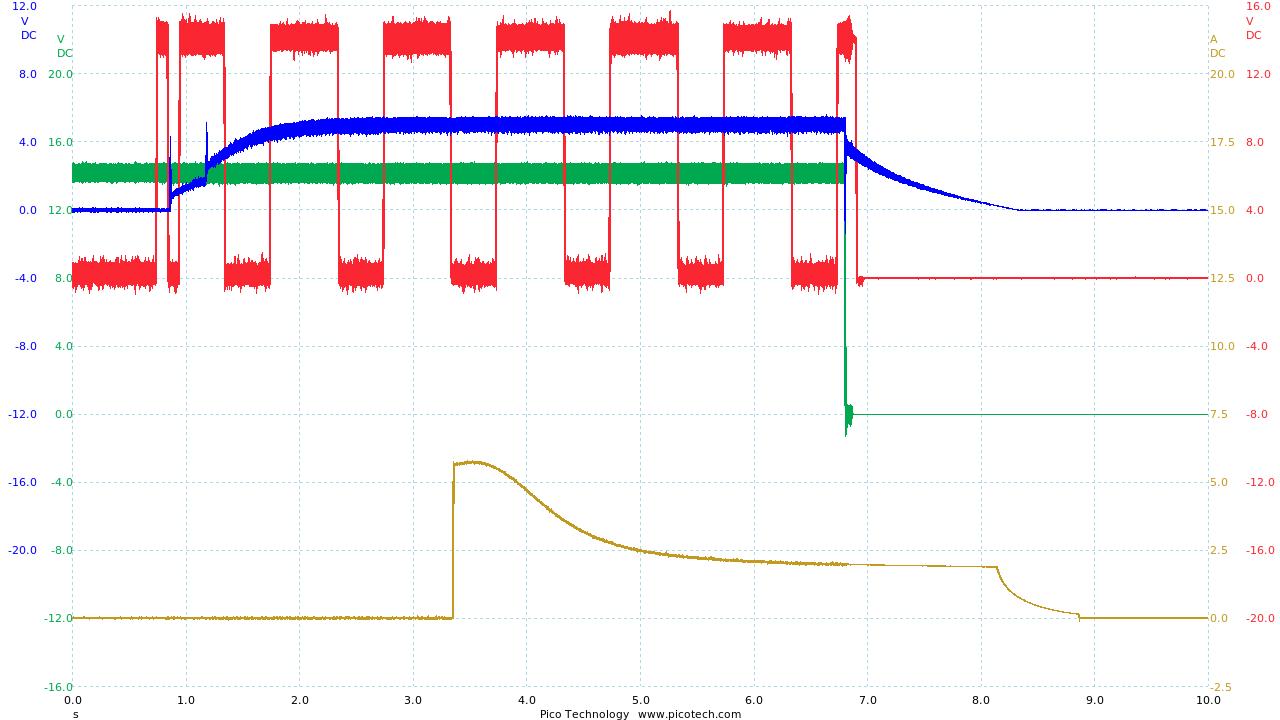 12.0 16.0
V V
DC DC
V A
DC DC
8.0 20.0 20.0 12.0
4.0 16.0 17.5 8.0
0.0 12.0 15.0 4.0
-4.0 8.0 12.5 0.0
-8.0 4.0 10.0 -4.0
-12.0 0.0 7.5 -8.0
-16.0 -4.0 5.0 -12.0
-20.0 -8.0 2.5 -16.0
-12.0 0.0 -20.0
-16.0 -2.5
0.0 1.0 2.0 3.0 4.0 5.0 6.0 7.0 8.0 9.0 10.0
s Pico Technology www.picotech.com